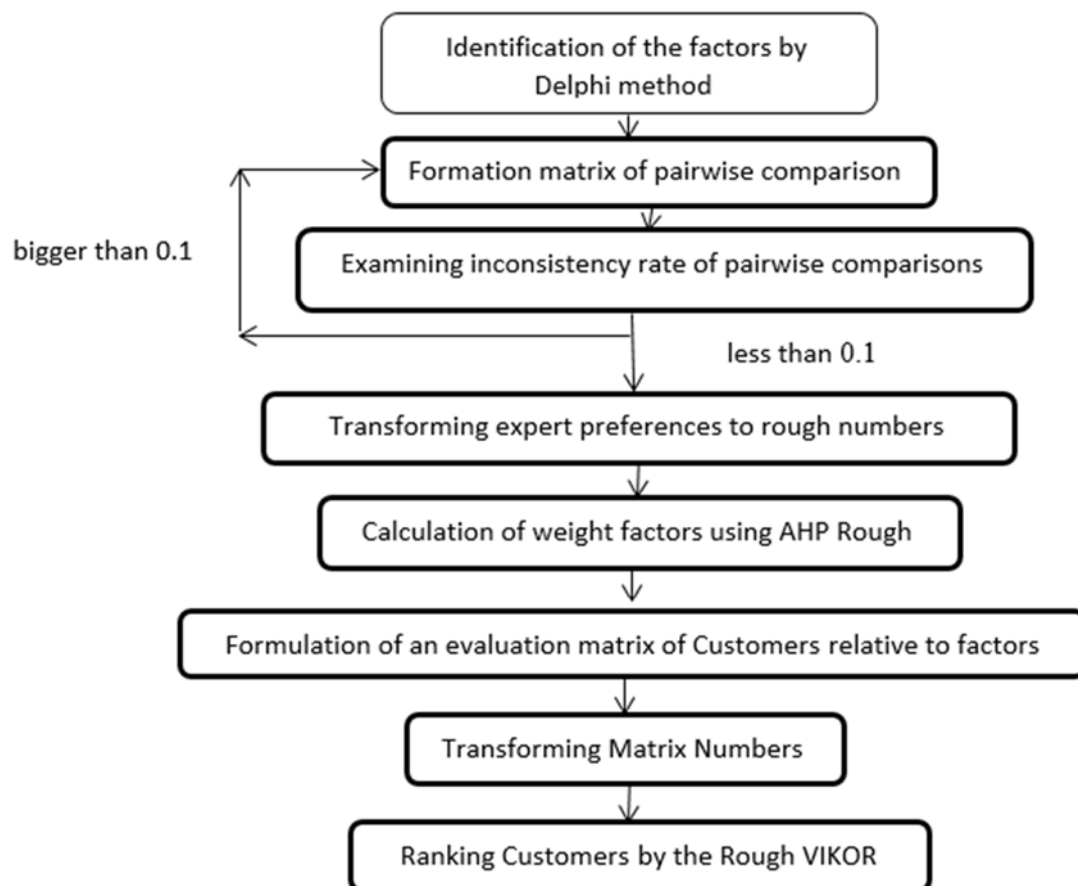 Identification of the factors by
Delphi method
Formation matrix of pairwise comparison
bigger than 0.1
Examining inconsistency rate of pairwise comparisons
less than 0.1
Transforming expert preferences to rough numbers
Calculation of weight factors using AHP Rough
Formulation of an evaluation matrix of Customers relative to factors
Transforming Matrix Numbers
Ranking Customers by the Rough VIKOR